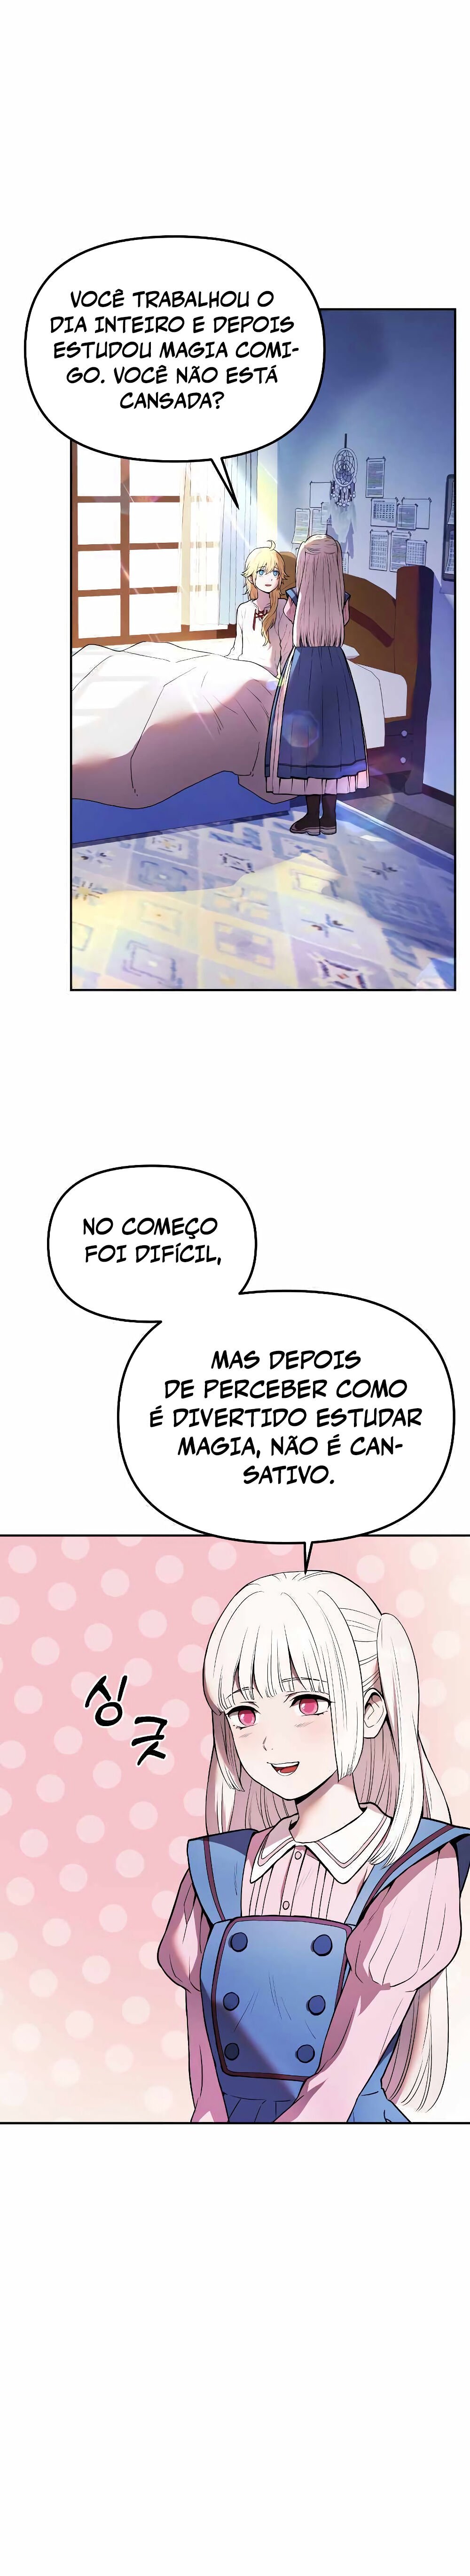 VOCÊ TRABALHOU O
DIA INTEIRO E DEPOIS
ESTUDOU MAGIA COMI-
GO. VOCÊ NÃO ESTÁ
CANSADA?
NO COMEÇO
FOI DIFÍCIL,
MAS DEPOIS
DE PERCEBER COMO
É DIVERTIDO ESTUDAR
MAGIA, NÃO É CAN-
SATIVO.
싱
긋